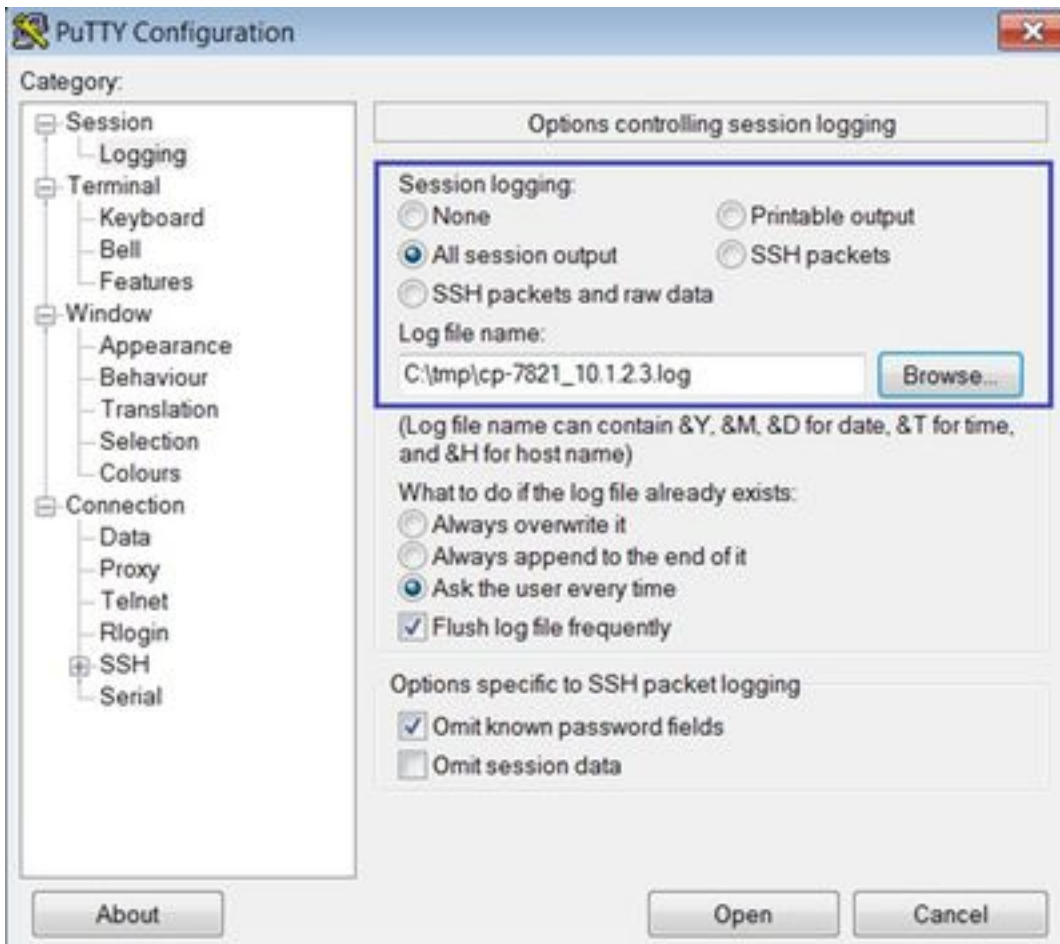 PuTTY Configuration
Category:
Session
Logging
Terminal
Keyboard
Bell
Features
Window
Appearance
Behaviour
Translation
Selection
Colours
Connection
Data
Proxy
Telnet
Rlogin
SSH
Serial
Options controlling session logging
Session logging:
None
Printable output
All session output
SSH packets
SSH packets and raw data
Log file name:
C:\tmp\cp-7821_10.1.2.3.log
Browse...
(Log file name can contain &Y, &M, &D for date, &T for time,
and &H for host name)
What to do if the log file already exists:
Always overwrite it
Always append to the end of it
Ask the user every time
Flush log file frequently
Options specific to SSH packet logging
Omit known password fields
Omit session data
About
Open
Cancel